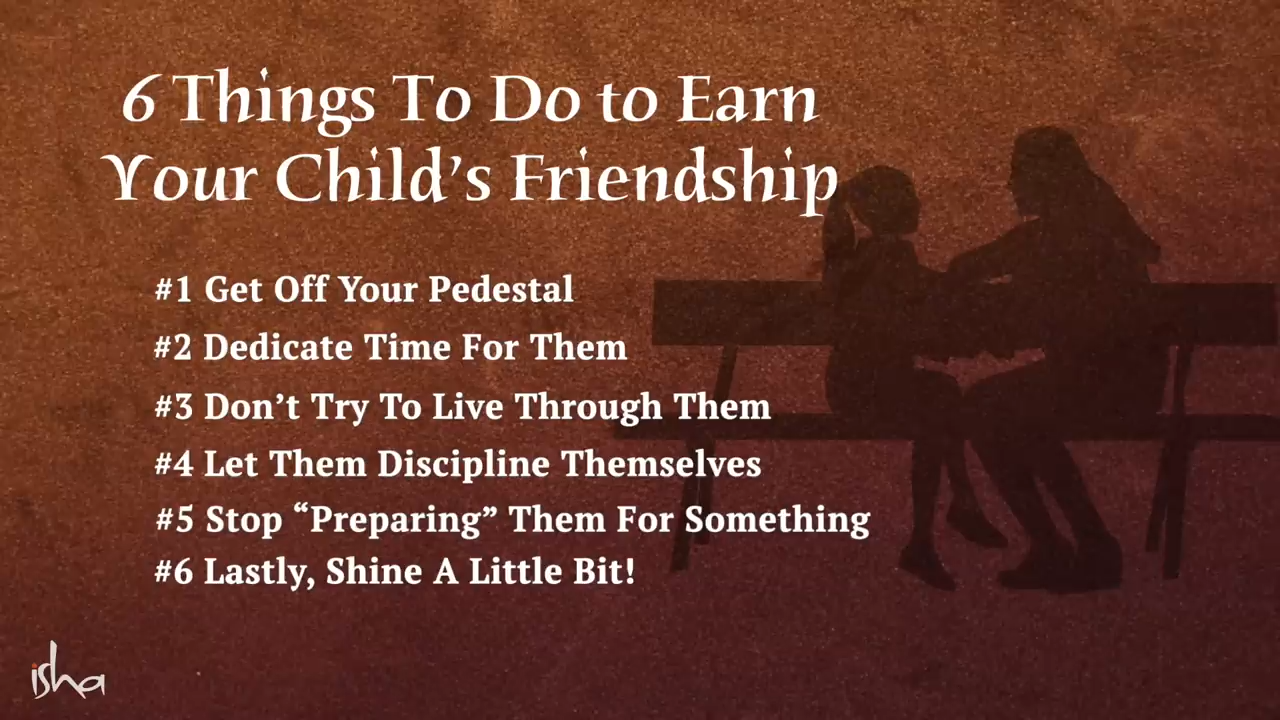 6 Things To Do to Earn
Your Child’s Friendship
#1 Get Off Your Pedestal
#2 Dedicate Time For Them
#3 Don’t Try To Live Through Them
#4 Let Them Discipline Themselves
#5 Stop “Preparing” Them For Something
#6 Lastly, Shine A Little Bit!
isha